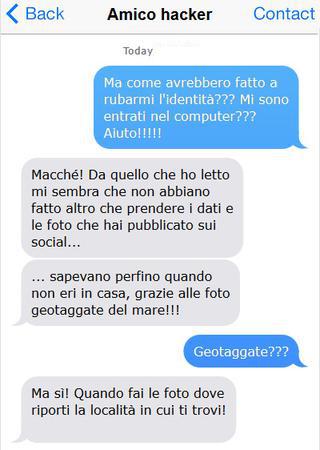 Back Amico hacker Contact
Today
Ma come avrebbero fatto a
rubarmi l'identità??? Mi sono
entrati nel computer???
Aiuto!!!!!
Macché! Da quello che ho letto
mi sembra che non abbiano
fatto altro che prendere i dati e
le foto che hai pubblicato sui
social...
... sapevano perfino quando
non eri in casa, grazie alle foto
geotaggate del mare!!!
Geotaggate???
Ma sì! Quando fai le foto dove
riporti la località in cui ti trovi!